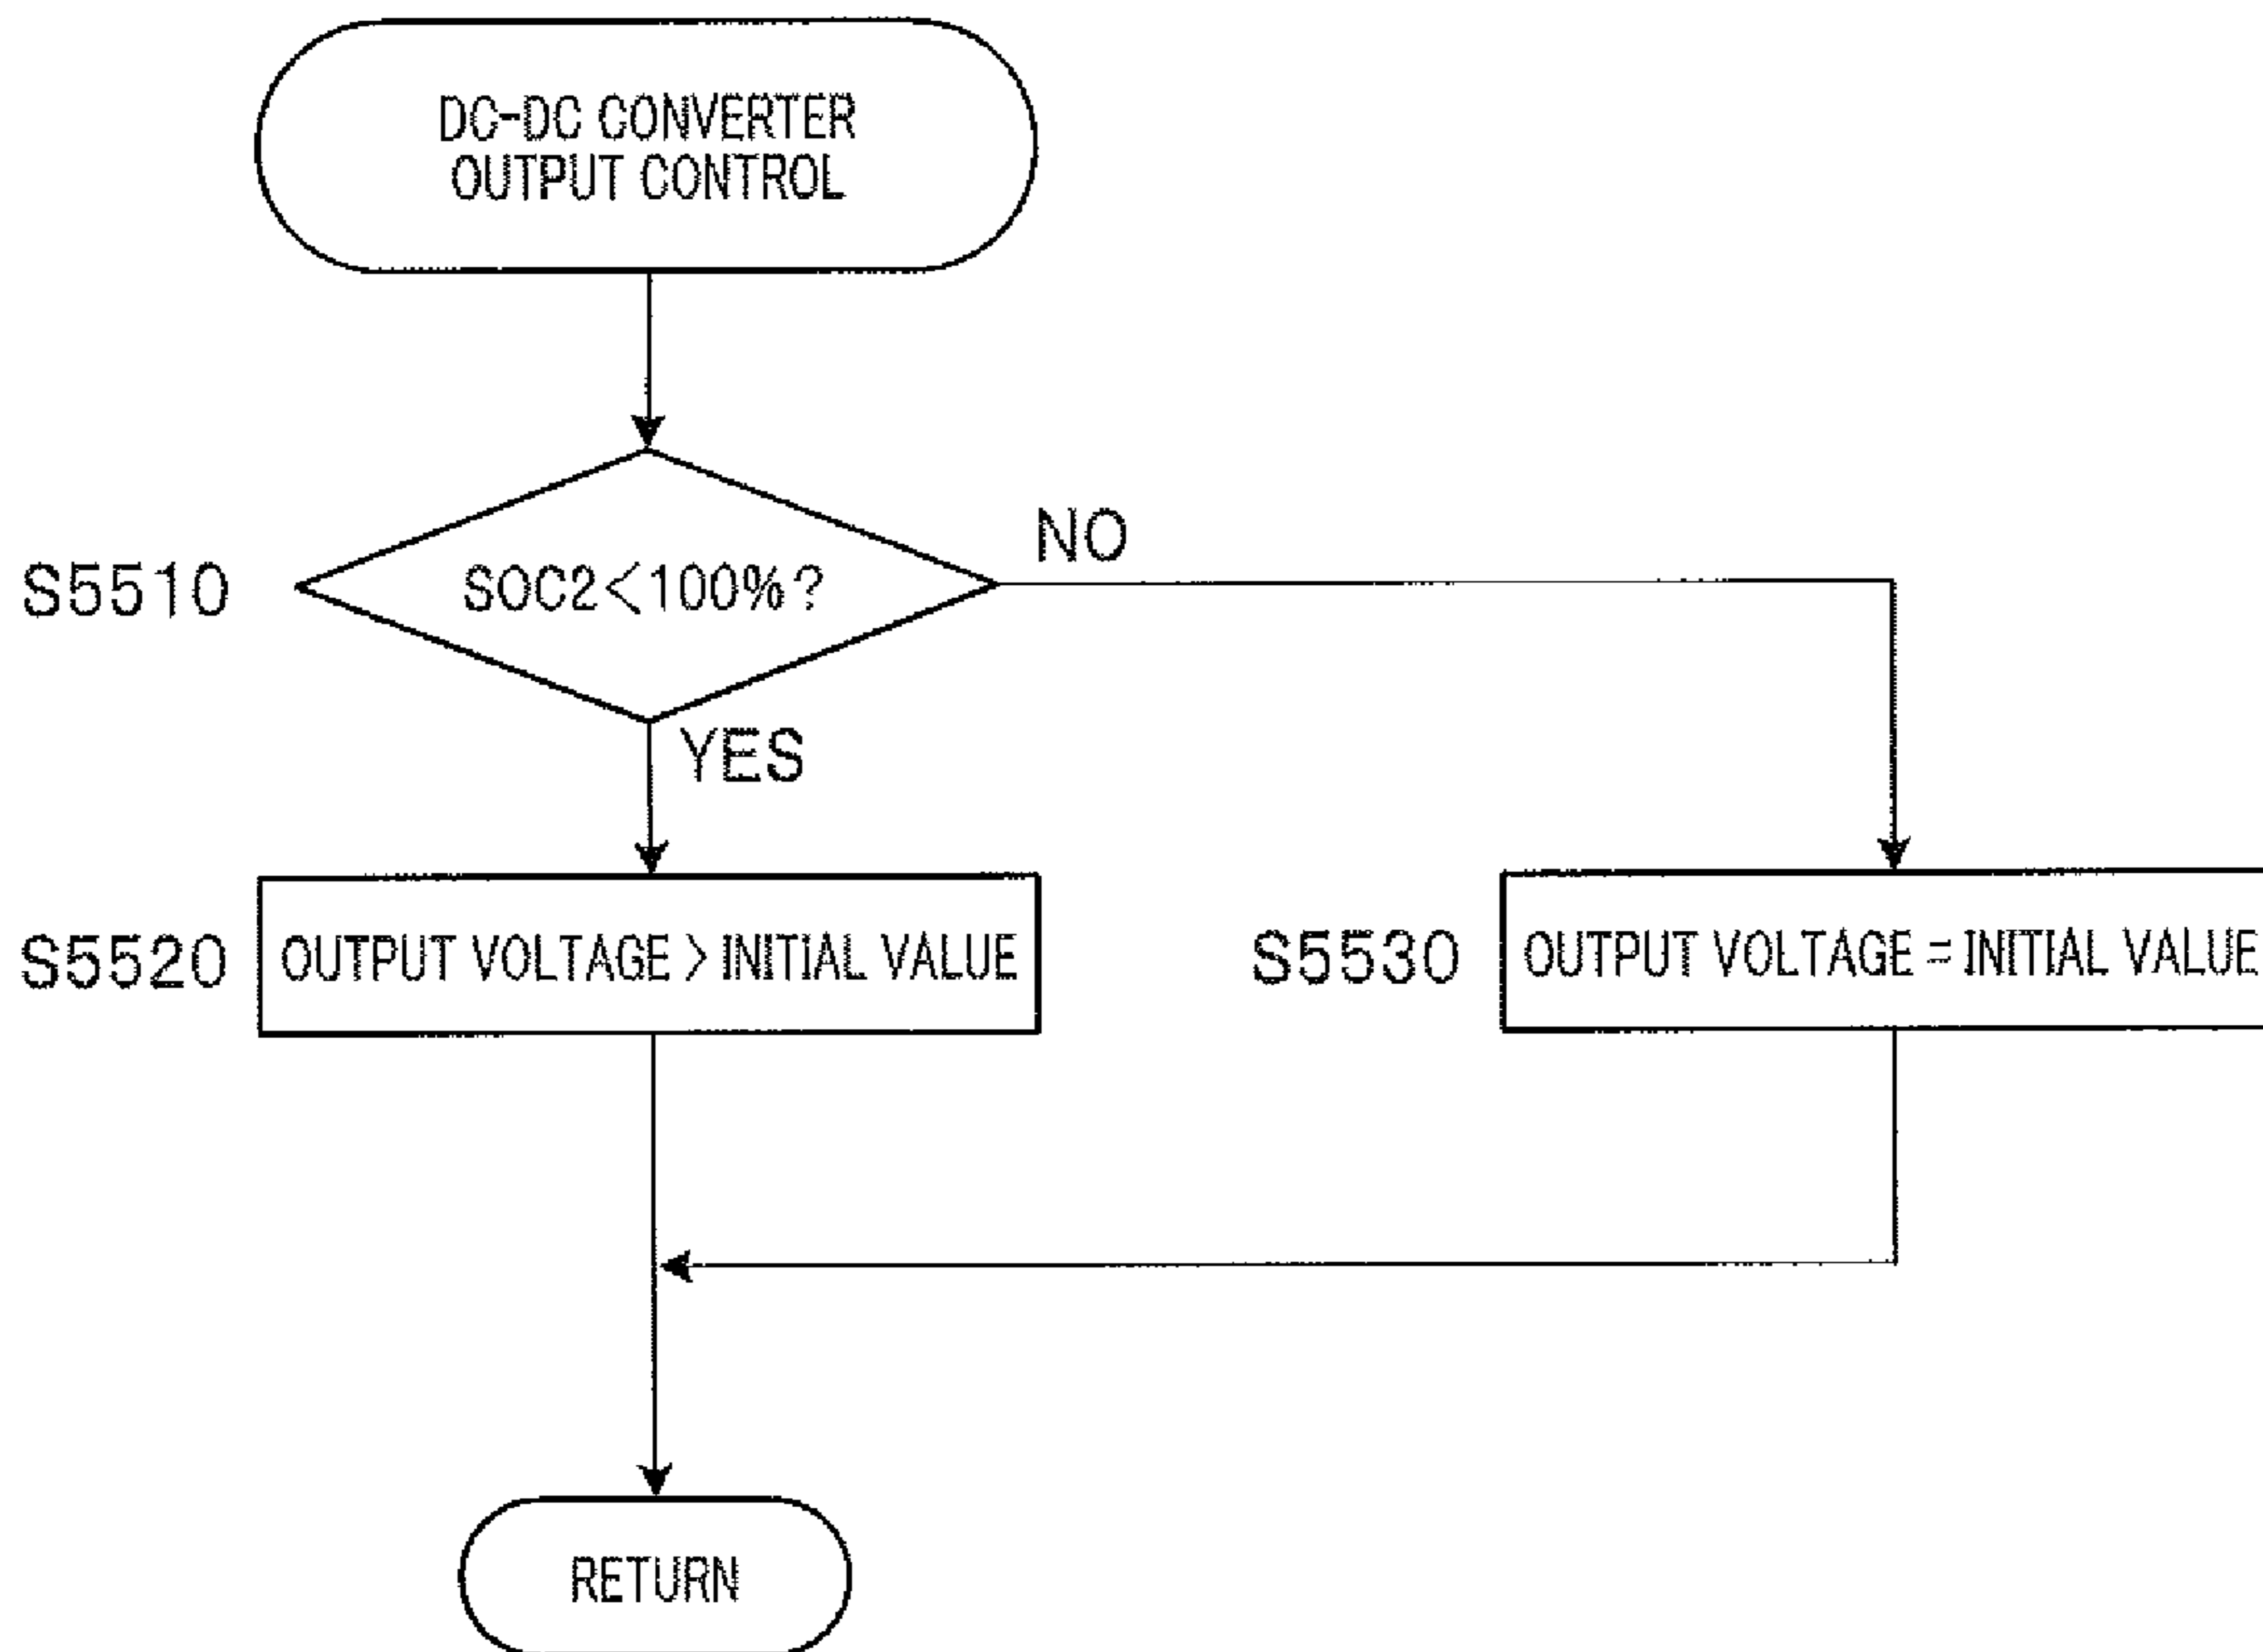 DC-DC CONVERTER
OUTPUT CONTROL
S5510
SOC2<100%?
NO
YES
S5520
OUTPUT VOLTAGE > INITIAL VALUE
S5530
OUTPUT VOLTAGE = INITIAL VALUE
RETURN